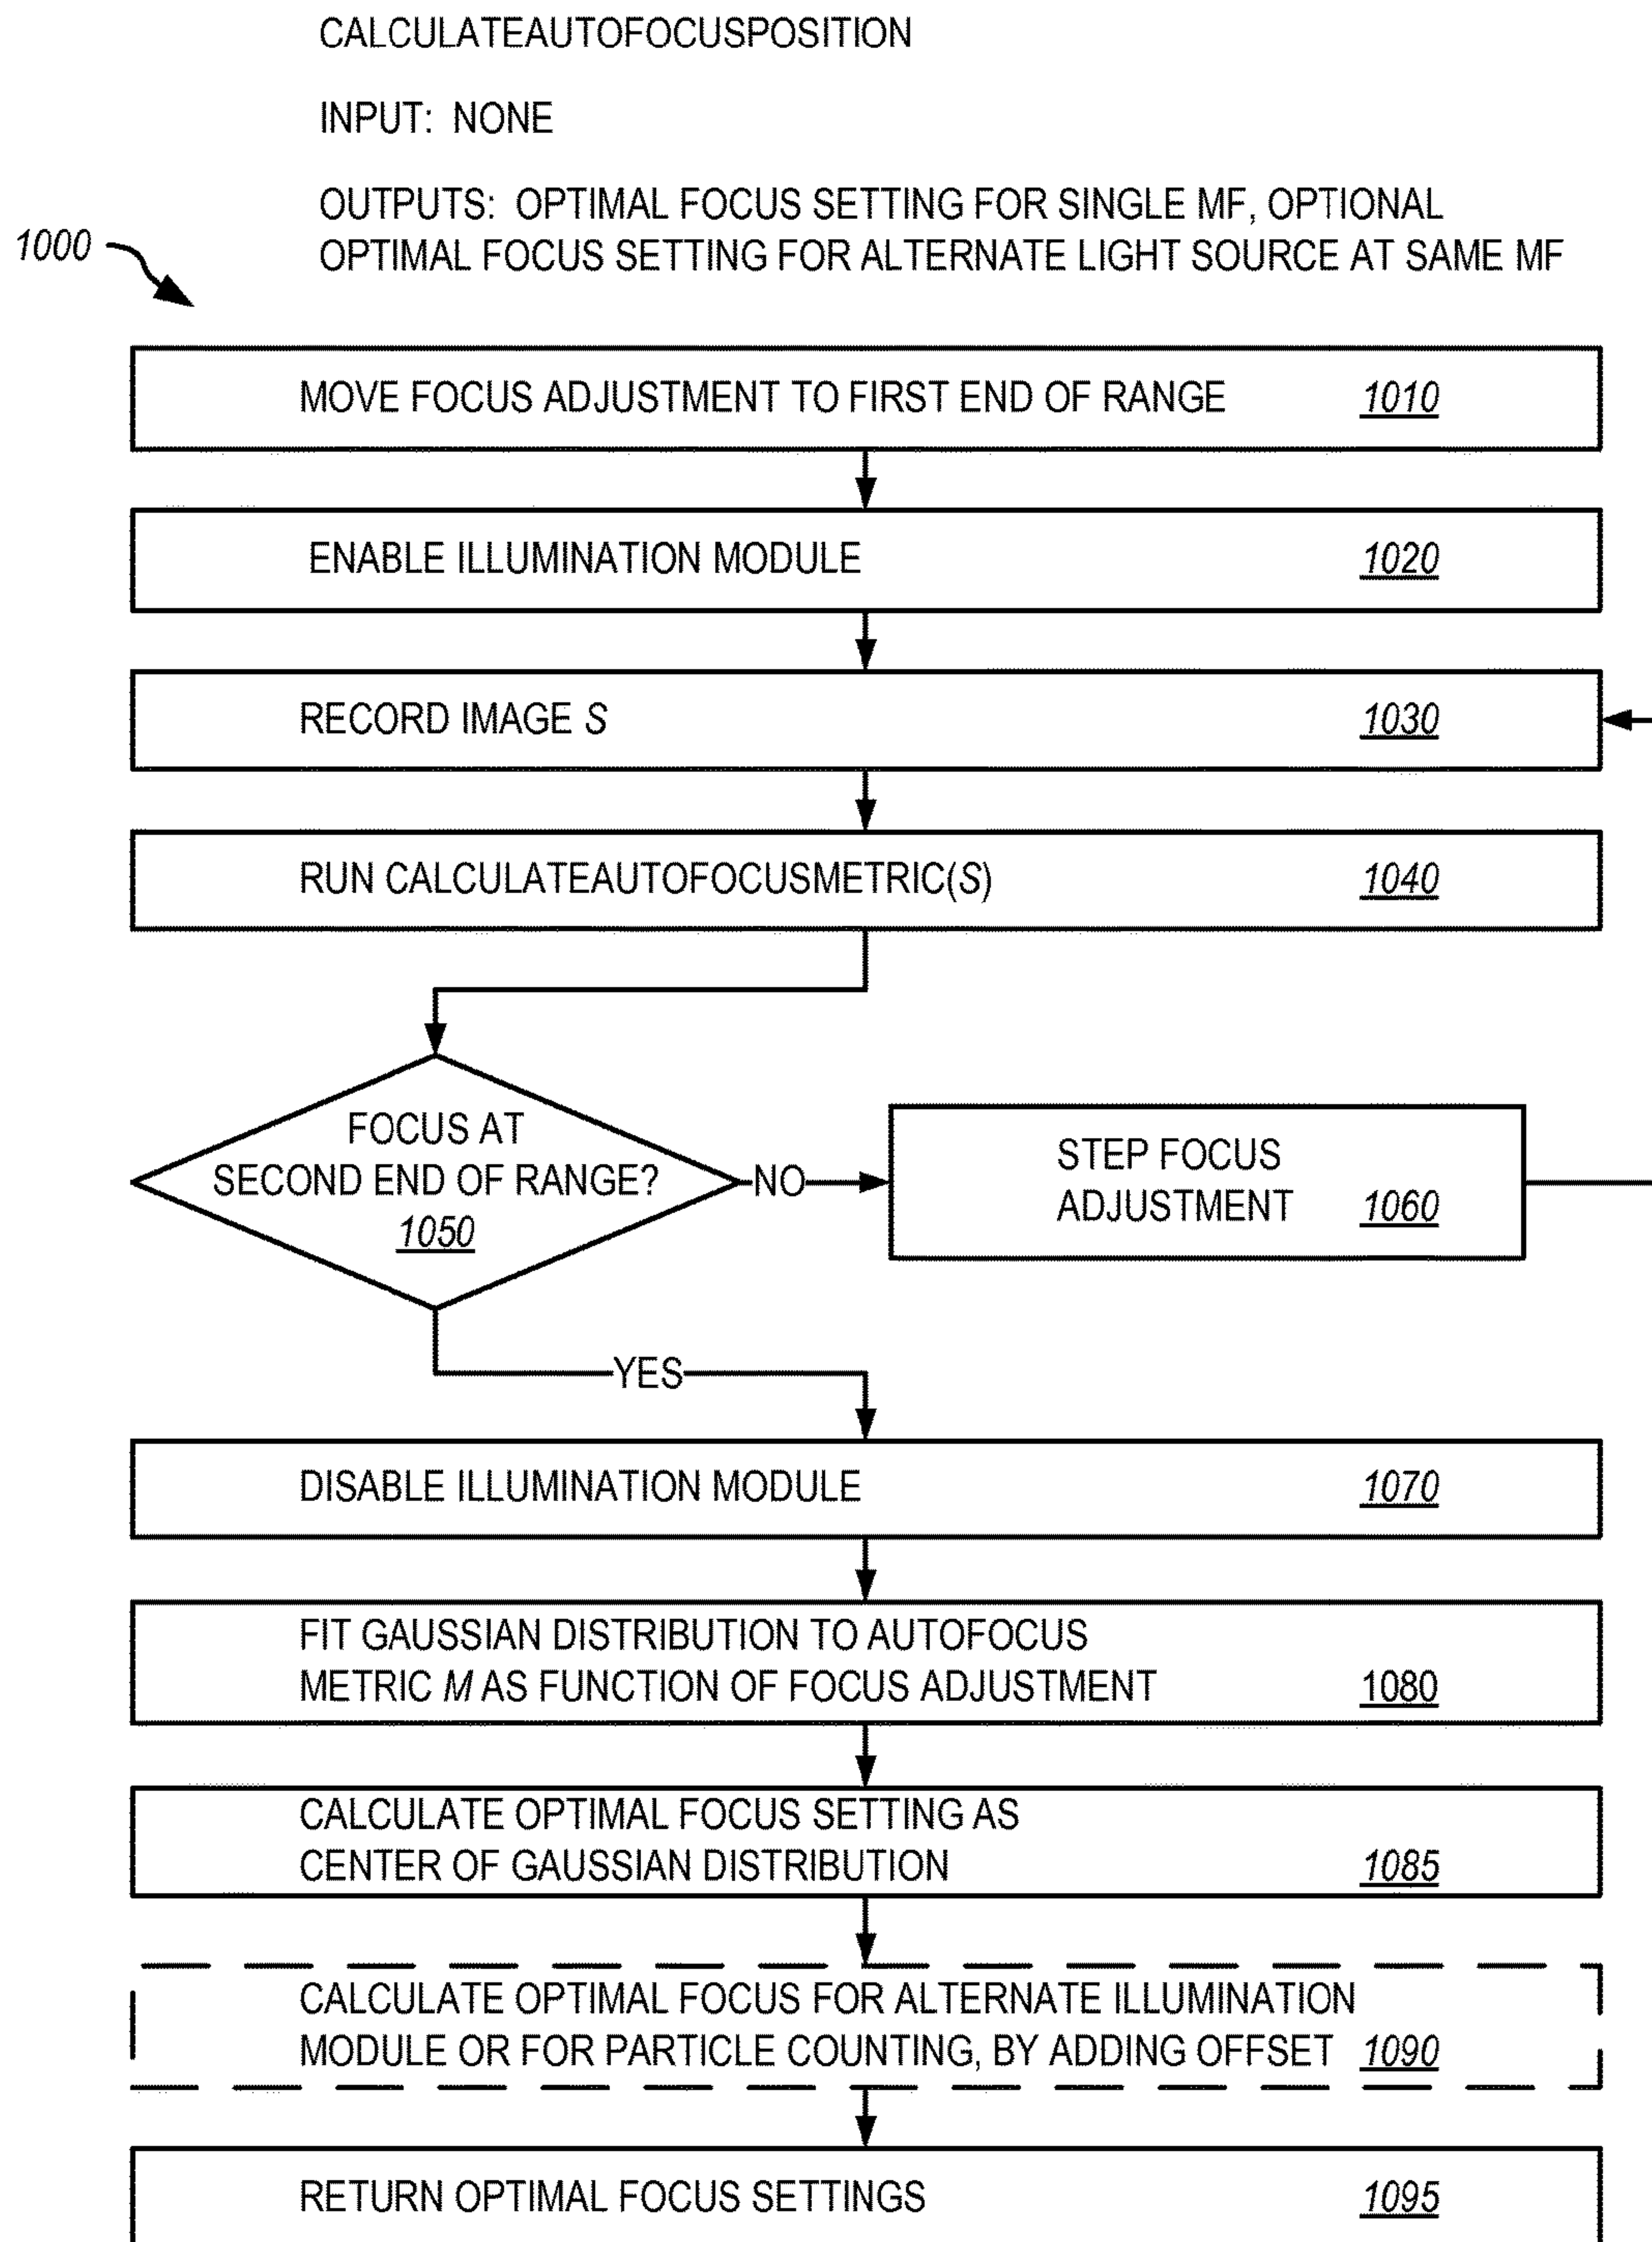 CALCULATEAUTOFOCUSPOSITION
INPUT: NONE
OUTPUTS: OPTIMAL FOCUS SETTING FOR SINGLE MF, OPTIONAL
OPTIMAL FOCUS SETTING FOR ALTERNATE LIGHT SOURCE AT SAME MF
1000
MOVE FOCUS ADJUSTMENT TO FIRST END OF RANGE 1010
ENABLE ILLUMINATION MODULE 1020
RECORD IMAGE S 1030
RUN CALCULATEAUTOFOCUSMETRIC(S) 1040
FOCUS AT
SECOND END OF RANGE?
1050
NO
STEP FOCUS
ADJUSTMENT 1060
YES
DISABLE ILLUMINATION MODULE 1070
FIT GAUSSIAN DISTRIBUTION TO AUTOFOCUS
METRIC M AS FUNCTION OF FOCUS ADJUSTMENT 1080
CALCULATE OPTIMAL FOCUS SETTING AS
CENTER OF GAUSSIAN DISTRIBUTION 1085
CALCULATE OPTIMAL FOCUS FOR ALTERNATE ILLUMINATION
MODULE OR FOR PARTICLE COUNTING, BY ADDING OFFSET 1090
RETURN OPTIMAL FOCUS SETTINGS 1095